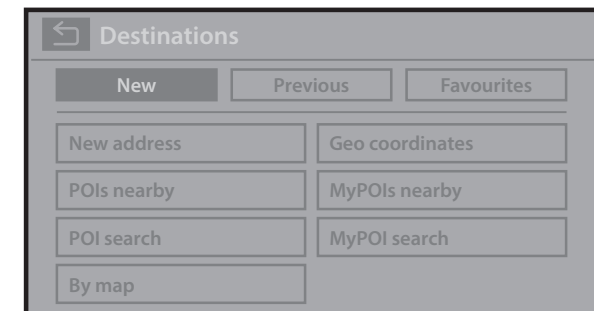 Destinations
New Previous Favourites
New address Geo coordinates
POIs nearby MyPOIs nearby
POI search MyPOI search
By map